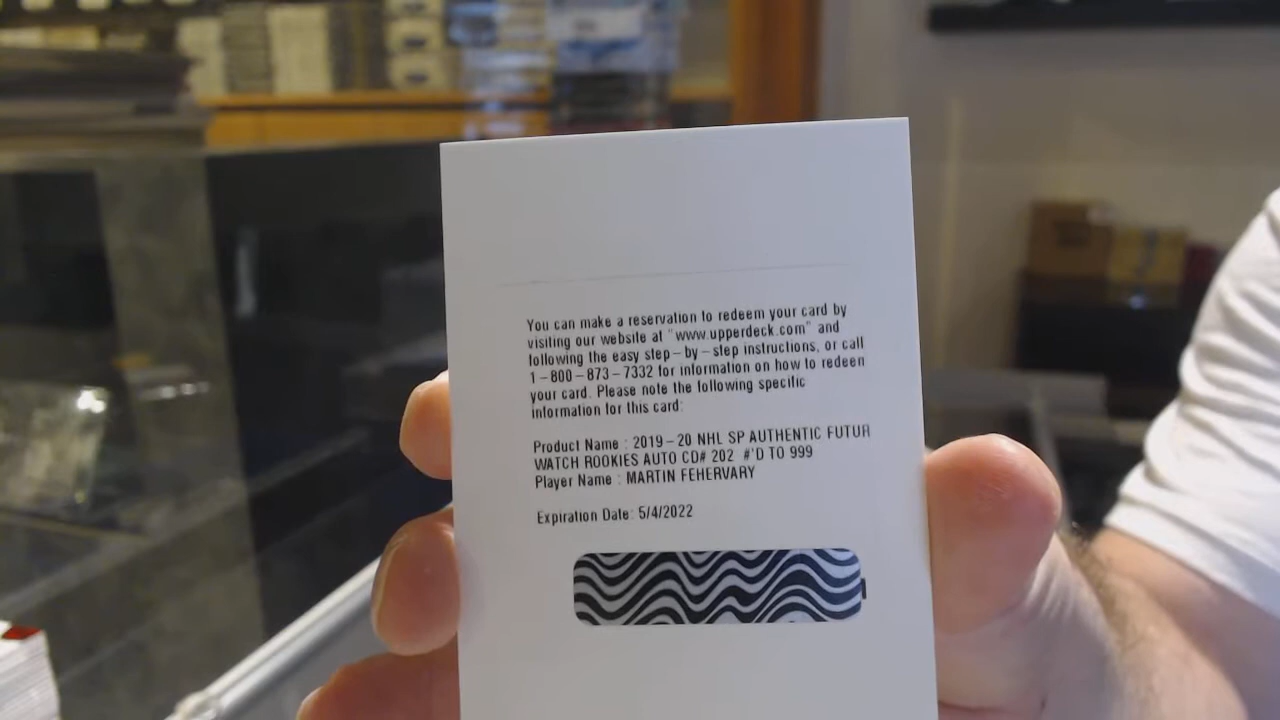 You can make a reservation to redeem your card by
visiting our website at "www.upperdeck.com" and
following the easy step-by-step instructions, or call
1-800-873-7332 for information on how to redeen
your card. Please note the following specific
information for this card:
Product Name : 2019-20 NHL SP AUTHENTIC FUTUR
WATCH ROOKIES AUTO CD# 202 #'D TO 999
Player Name : MARTIN FEHERVARY
Expiration Date: 5/4/2022